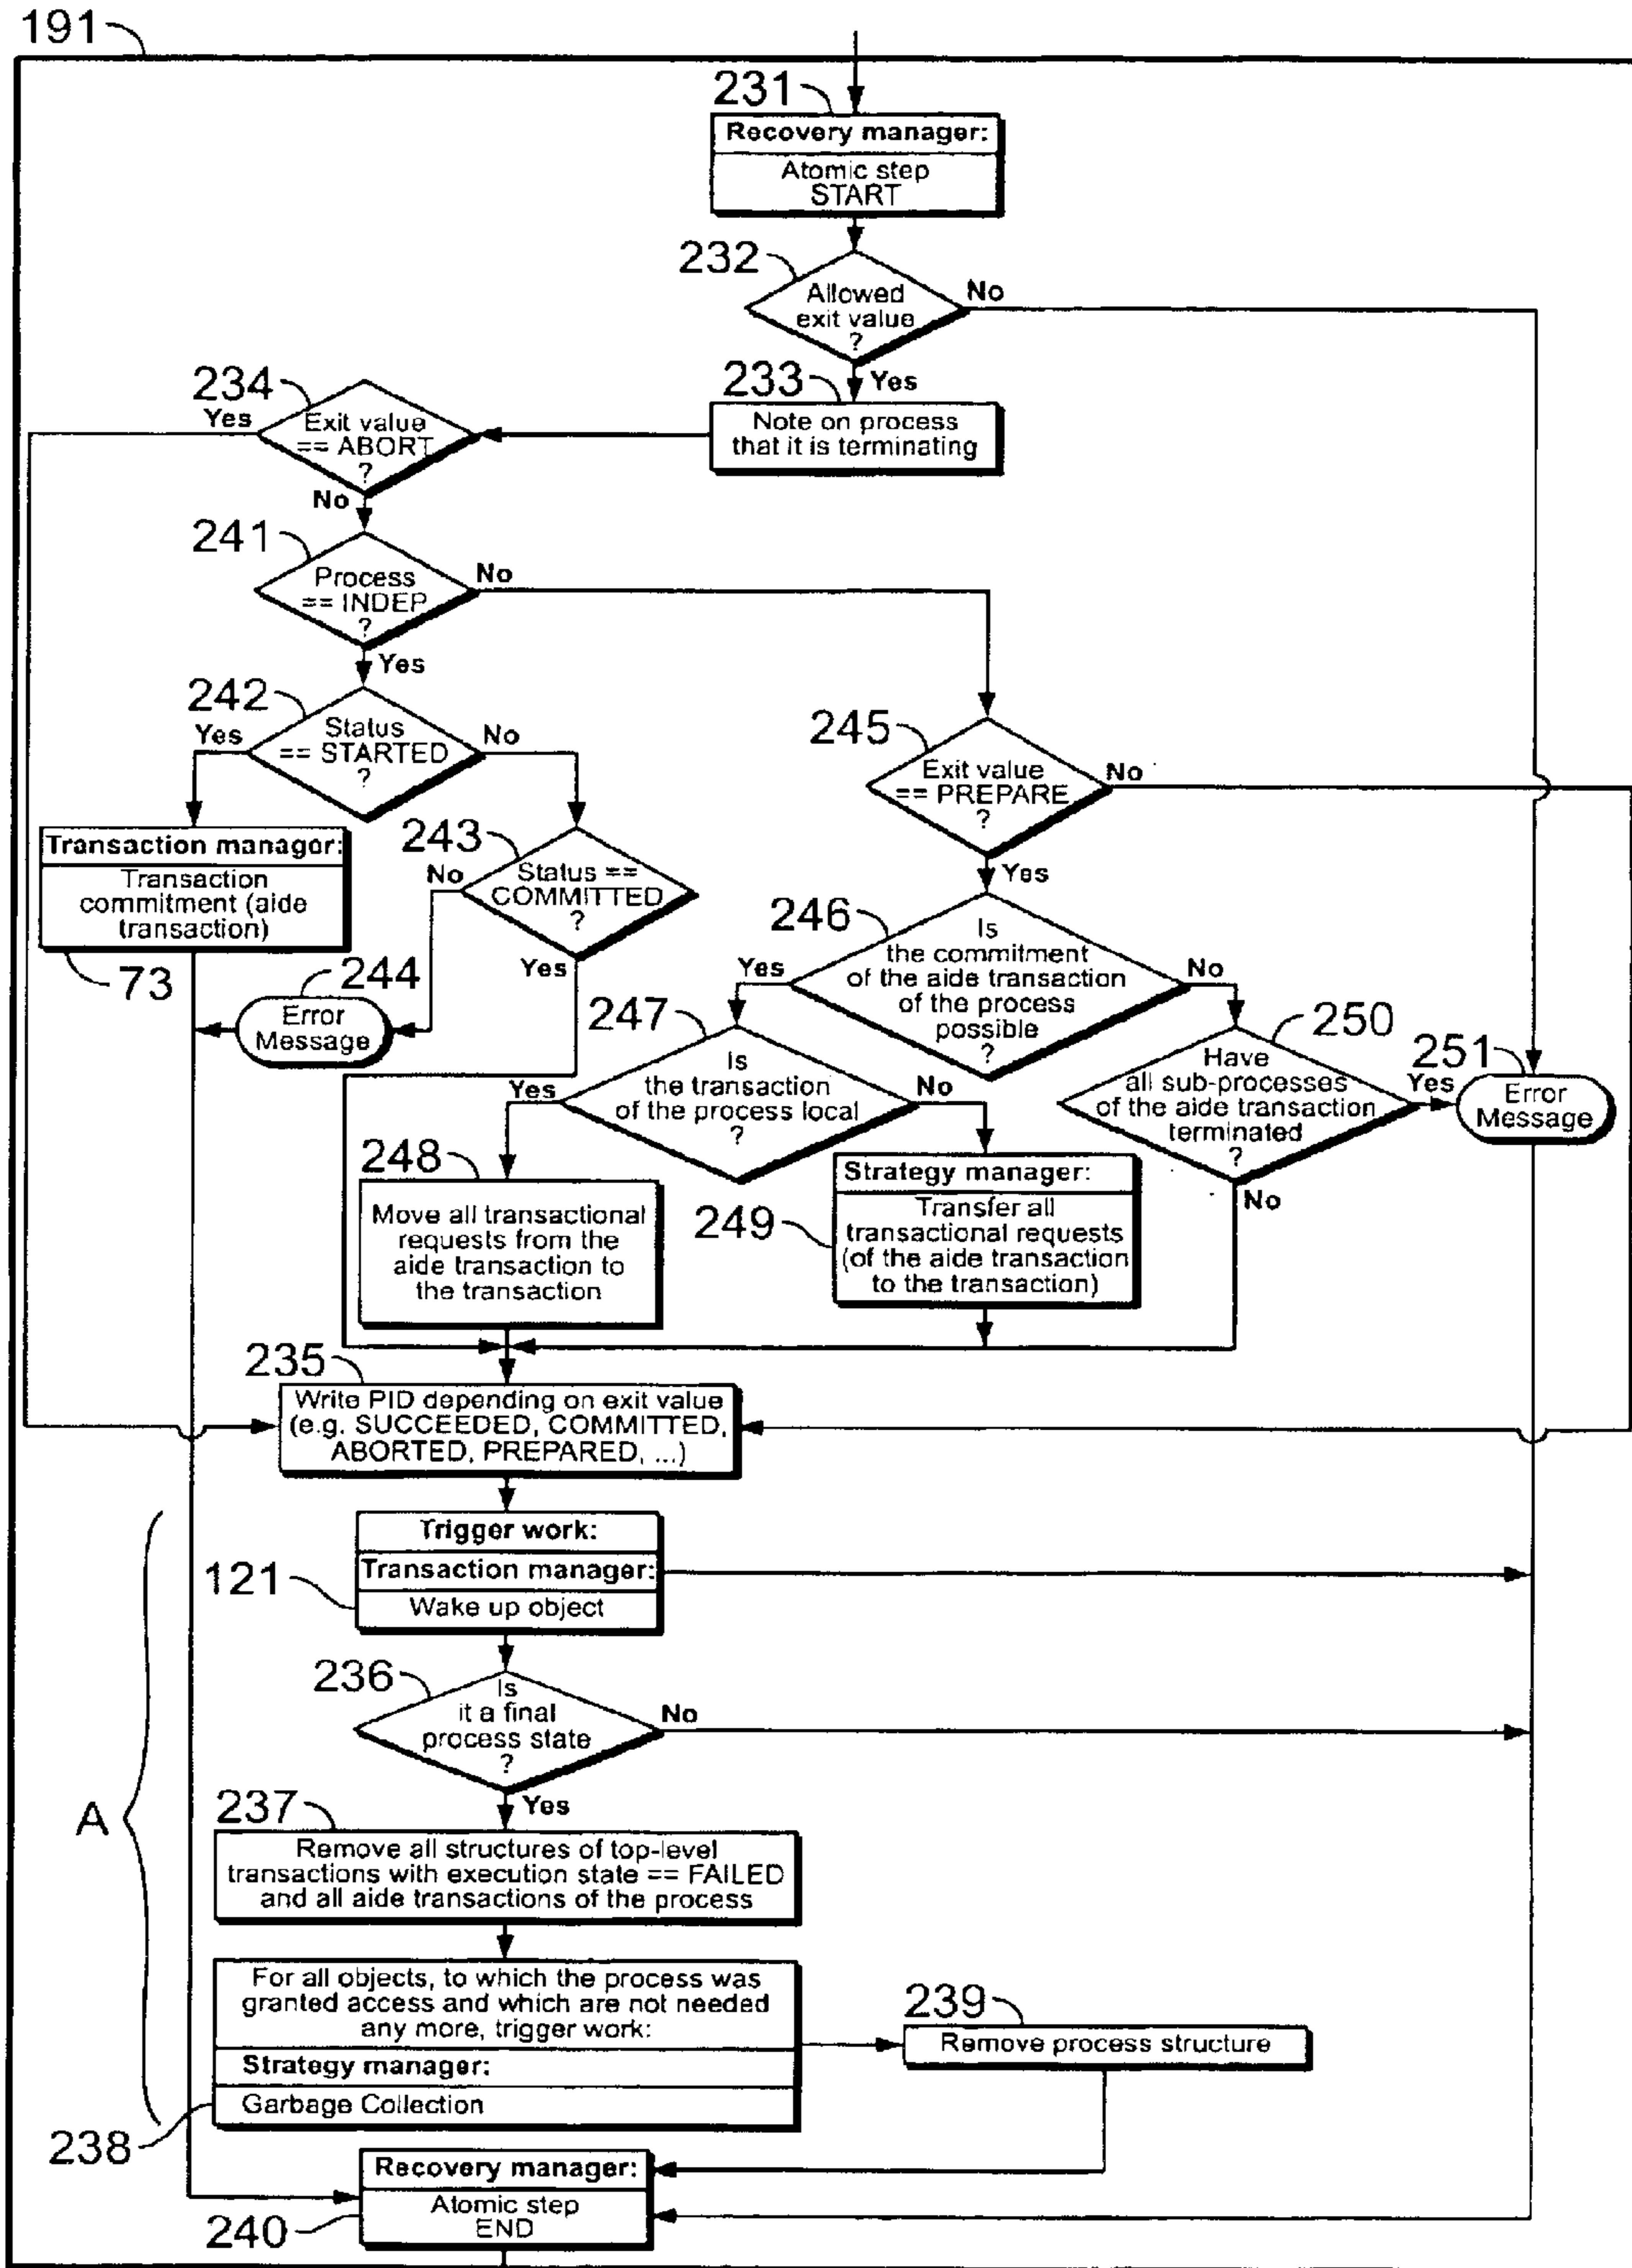 191
231
Recovery manager:
Atomic step
START
232
Allowed
exit value
?
No
Yes
233
Note on process
that it is terminating
234
Yes
Exit value
== ABORT
?
No
241
Process
== INDEP
?
No
Yes
242
Yes
Status
== STARTED
?
No
245
Exit value
== PREPARE
?
No
Yes
Transaction manager:
Transaction
commitment (aide
transaction)
73
243
No
Status ==
COMMITTED
?
Yes
244
Error
Message
246
Is
the commitment
of the aide transaction
of the process
possible
?
Yes
No
247
Is
the transaction
of the process local
?
Yes
No
250
Have
all sub-processes
of the aide transaction
terminated
?
Yes
No
251
Error
Message
248
Move all transactional
requests from the
aide transaction to
the transaction
249
Strategy manager:
Transfer all
transactional requests
(of the aide transaction
to the transaction)
235
Write PID depending on exit value
(e.g. SUCCEEDED, COMMITTED,
ABORTED, PREPARED, ...)
A
121
Trigger work:
Transaction manager:
Wake up object
236
Is
it a final
process state
?
No
Yes
237
Remove all structures of top-level
transactions with execution state == FAILED
and all aide transactions of the process
238
For all objects, to which the process was
granted access and which are not needed
any more, trigger work:
Strategy manager:
Garbage Collection
239
Remove process structure
240
Recovery manager:
Atomic step
END